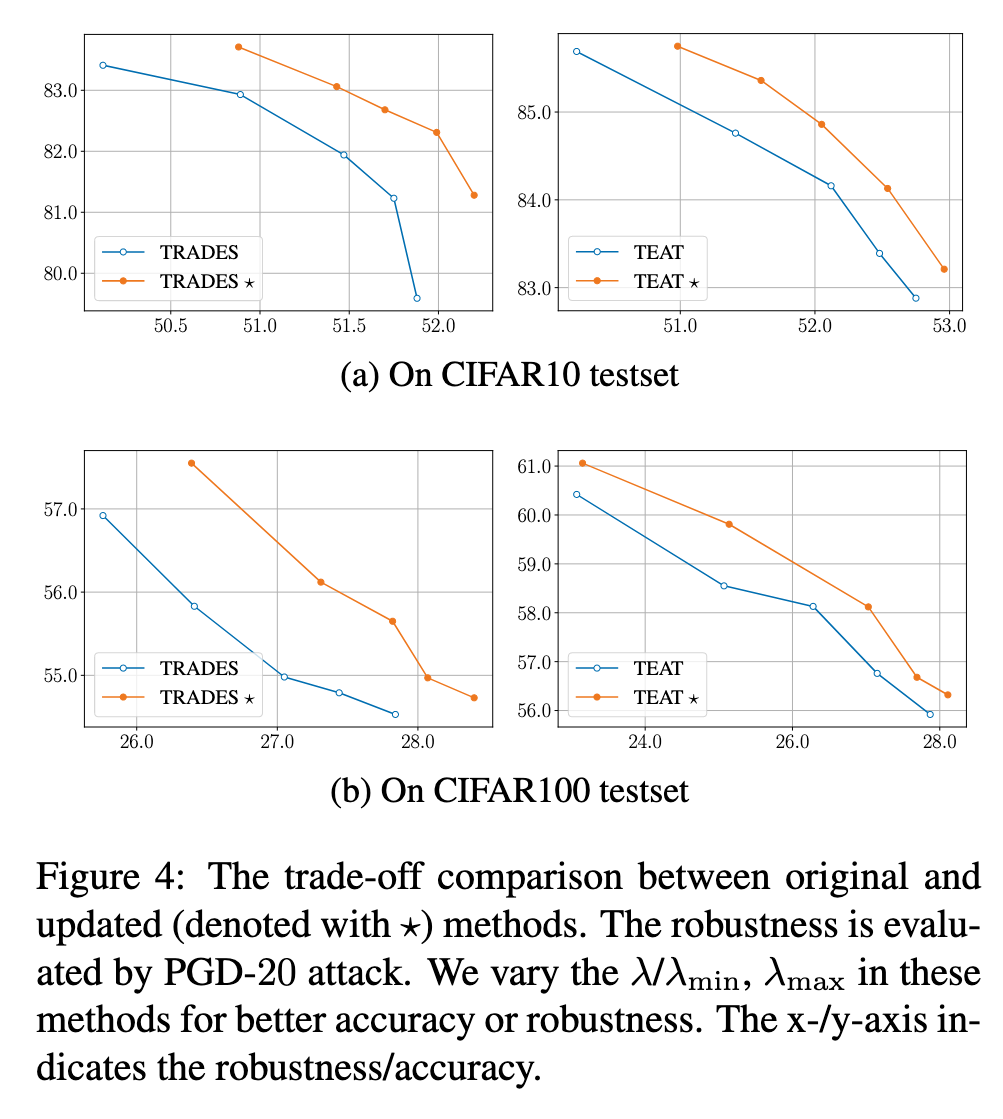 83.0
82.0
81.0
80.0
TRADES
TRADES ⋆
50.5 51.0 51.5 52.0
85.0
84.0
83.0
TEAT
TEAT ⋆
51.0 52.0 53.0
(a) On CIFAR10 testset
57.0
56.0
55.0
TRADES
TRADES ⋆
26.0 27.0 28.0
61.0
60.0
59.0
58.0
57.0
56.0
TEAT
TEAT ⋆
24.0 26.0 28.0
(b) On CIFAR100 testset
Figure 4: The trade-off comparison between original and
updated (denoted with ⋆) methods. The robustness is evalu-
ated by PGD-20 attack. We vary the λ/λmin, λmax in these
methods for better accuracy or robustness. The x-/y-axis in-
dicates the robustness/accuracy.